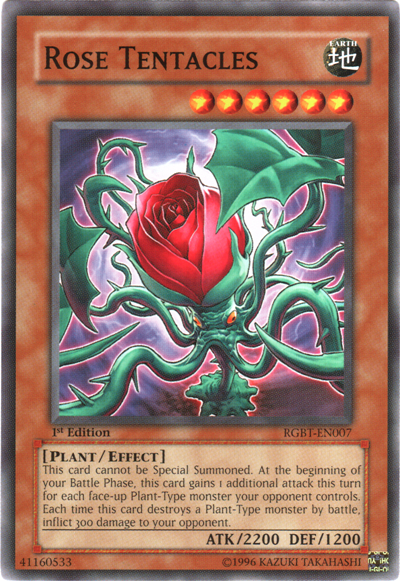 ROSE TENTACLES
EARTH
地
1st Edition
RGBT-EN007
[PLANT/EFFECT]
This card cannot be Special Summoned. At the beginning of
your Battle Phase, this card gains 1 additional attack this turn
for each face-up Plant-Type monster your opponent controls.
Each time this card destroys a Plant-Type monster by battle,
inflict 300 damage to your opponent.
ATK/2200 DEF/1200
41160533
©1996 KAZUKI TAKAHASHI